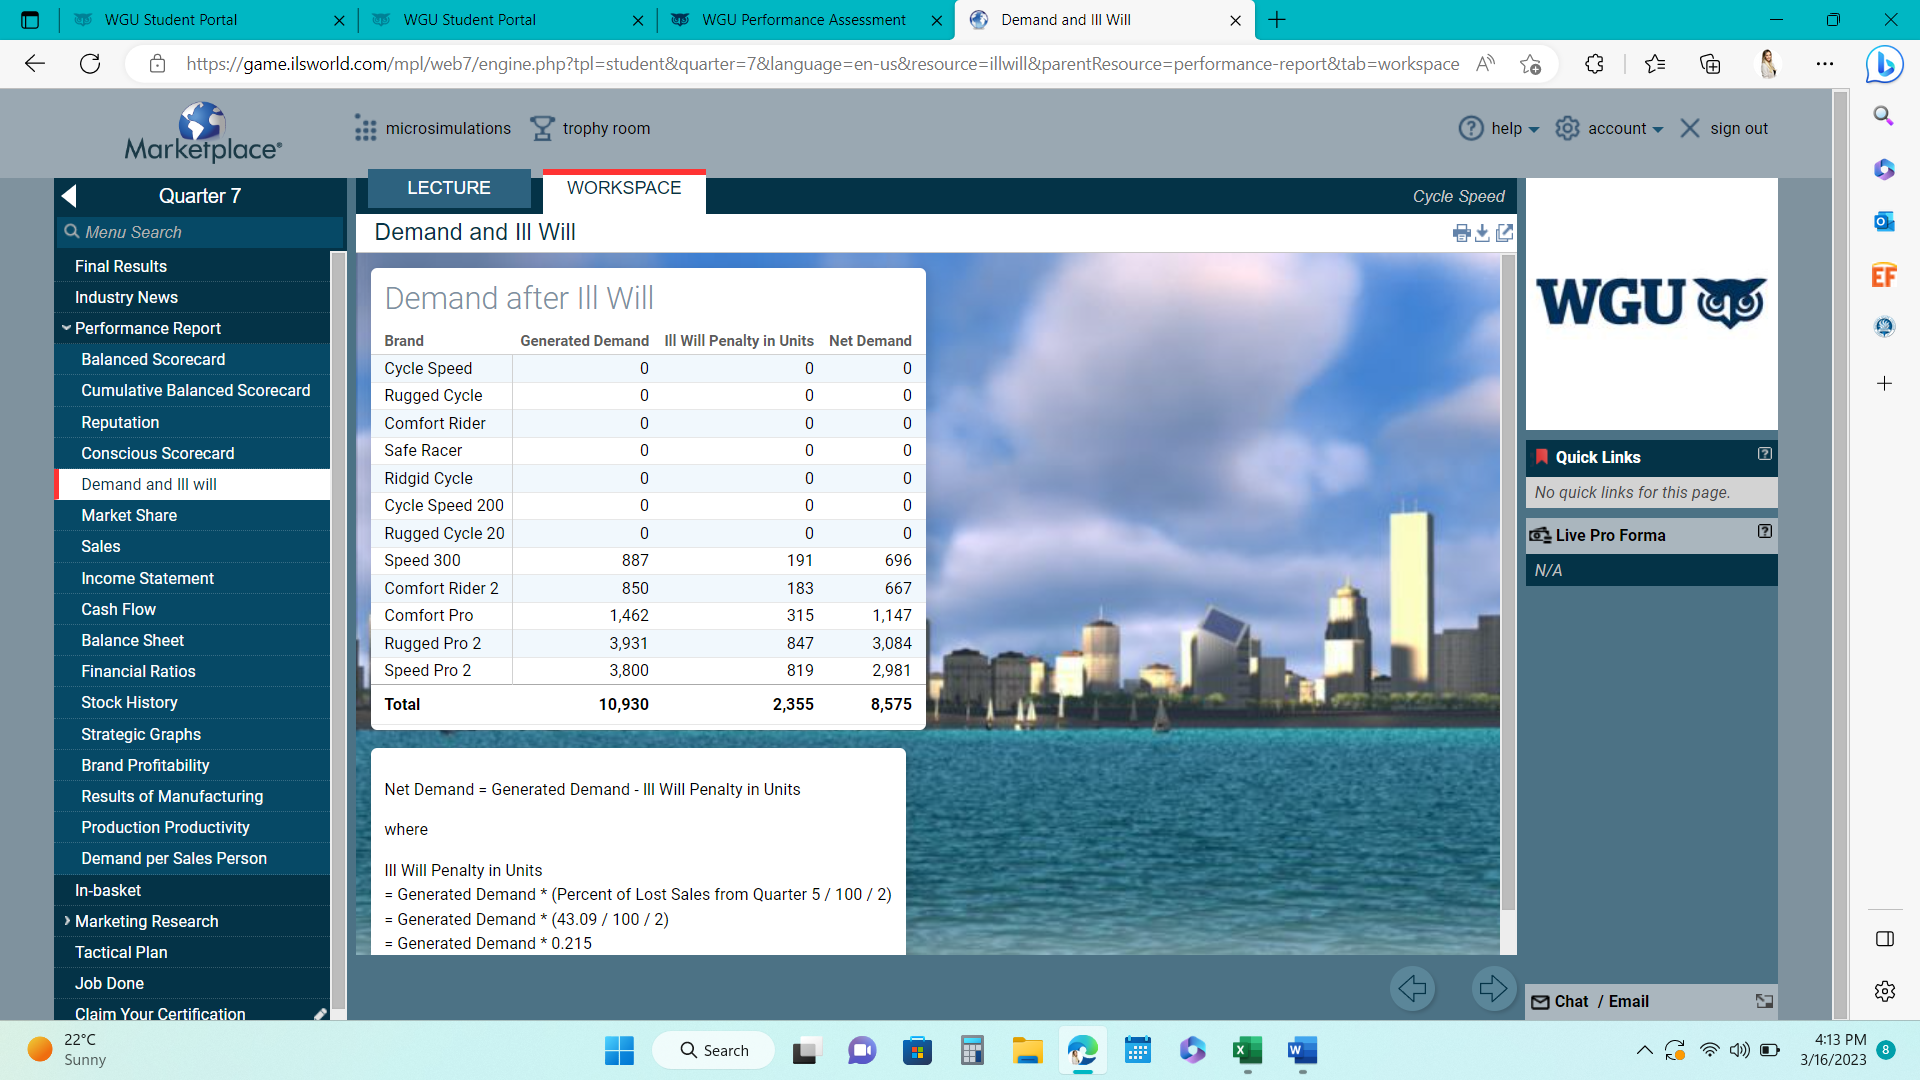 WGU Student Portal
WGU Student Portal
WGU Performance Assessment
Demand and Ill Will
https://game.ilsworld.com/mpl/web7/engine.php?tpl=student&quarter=7&language=en-us&resource=illwill&parentResource=performance-report&tab=workspace
Marketplace®
microsimulations
trophy room
help
account
sign out
Quarter 7
Menu Search
Final Results
Industry News
Performance Report
Balanced Scorecard
Cumulative Balanced Scorecard
Reputation
Conscious Scorecard
Demand and Ill will
Market Share
Sales
Income Statement
Cash Flow
Balance Sheet
Financial Ratios
Stock History
Strategic Graphs
Brand Profitability
Results of Manufacturing
Production Productivity
Demand per Sales Person
In-basket
Marketing Research
Tactical Plan
Job Done
Claim Your Certification
LECTURE
WORKSPACE
Cycle Speed
Demand and Ill Will
Demand after Ill Will
Brand Generated Demand Ill Will Penalty in Units Net Demand
Cycle Speed 0 0 0
Rugged Cycle 0 0 0
Comfort Rider 0 0 0
Safe Racer 0 0 0
Ridgid Cycle 0 0 0
Cycle Speed 200 0 0 0
Rugged Cycle 20 0 0 0
Speed 300 887 191 696
Comfort Rider 2 850 183 667
Comfort Pro 1,462 315 1,147
Rugged Pro 2 3,931 847 3,084
Speed Pro 2 3,800 819 2,981
Total 10,930 2,355 8,575
Net Demand = Generated Demand - Ill Will Penalty in Units
where
Ill Will Penalty in Units
= Generated Demand * (Percent of Lost Sales from Quarter 5 / 100 / 2)
= Generated Demand * (43.09 / 100 / 2)
= Generated Demand * 0.215
WGU
Quick Links
No quick links for this page.
Live Pro Forma
N/A
Chat / Email
EF
22°C
Sunny
Search
4:13 PM
3/16/2023
8